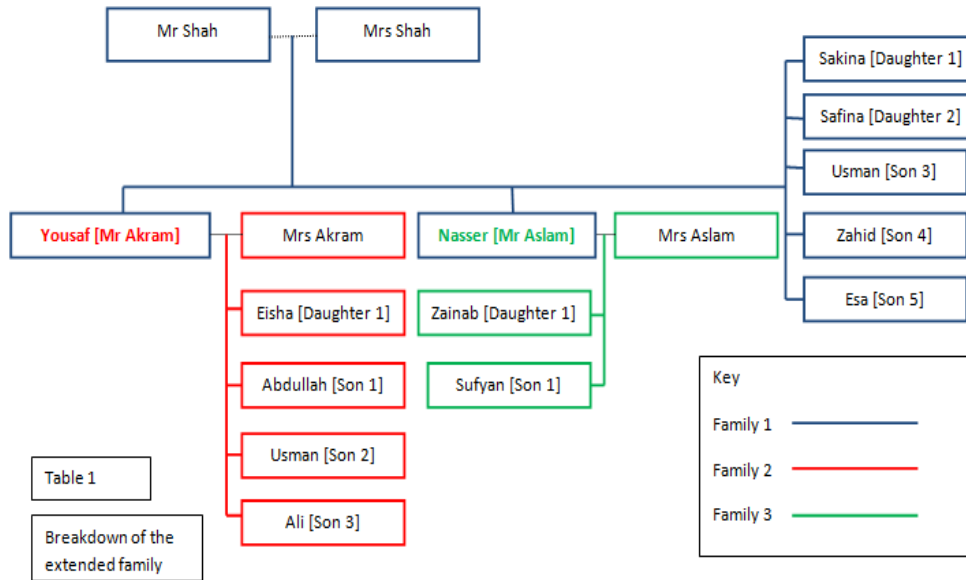 Mr Shah
Mrs Shah
Sakina [Daughter 1]
Safina [Daughter 2]
Usman [Son 3]
Zahid [Son 4]
Esa [Son 5]
Yousaf [Mr Akram]
Mrs Akram
Nasser [Mr Aslam]
Mrs Aslam
Eisha [Daughter 1]
Abdullah [Son 1]
Usman [Son 2]
Ali [Son 3]
Zainab [Daughter 1]
Sufyan [Son 1]
Key
Family 1
Family 2
Family 3
Table 1
Breakdown of the
extended family